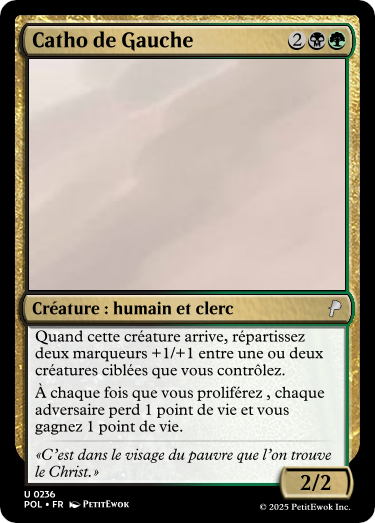 Catho de Gauche 2
Créature : humain et clerc
Quand cette créature arrive, répartissez
deux marqueurs +1/+1 entre une ou deux
créatures ciblées que vous contrôlez.
À chaque fois que vous proliférez , chaque
adversaire perd 1 point de vie et vous
gagnez 1 point de vie.
«C'est dans le visage du pauvre que l'on trouve
le Christ.»
2/2
U 0236
POL • FR PetitEwok
© 2025 PetitEwok Inc.